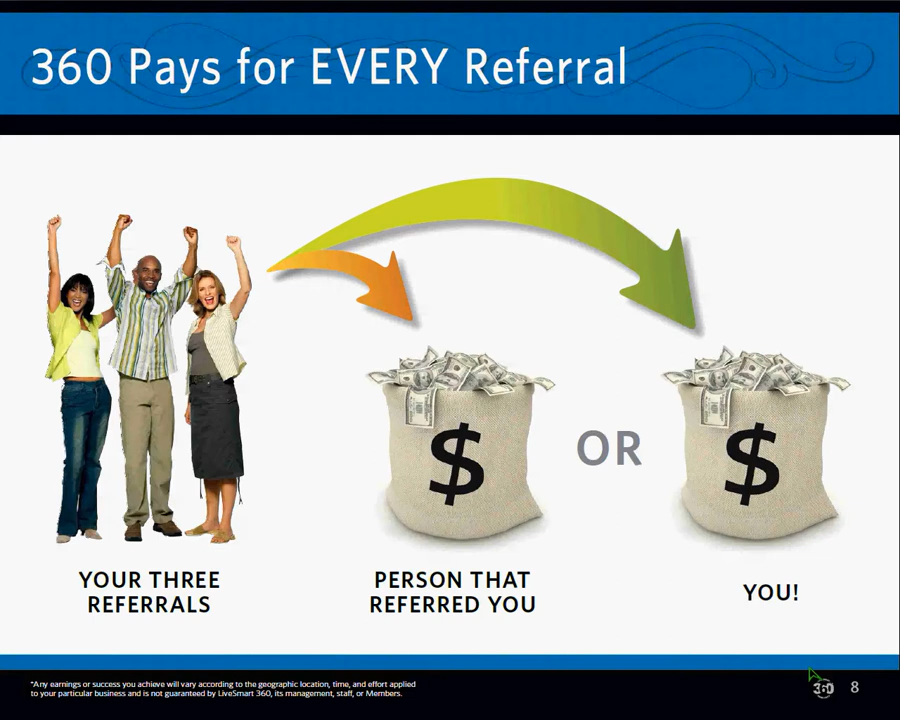 360 Pays for EVERY Referral
$
OR
$
YOUR THREE
REFERRALS
PERSON THAT
REFERRED YOU
YOU!
*Any earnings or success you achieve will vary according to the geographic location, time, and effort applied
to your particular business and is not guaranteed by LiveSmart 360, its management, staff, or Members.
360
8